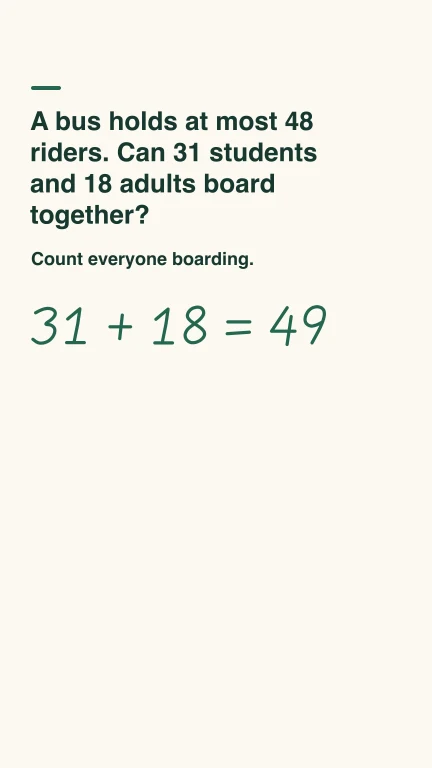 A bus holds at most 48
riders. Can 31 students
and 18 adults board
together?
Count everyone boarding.
31 + 18 = 49